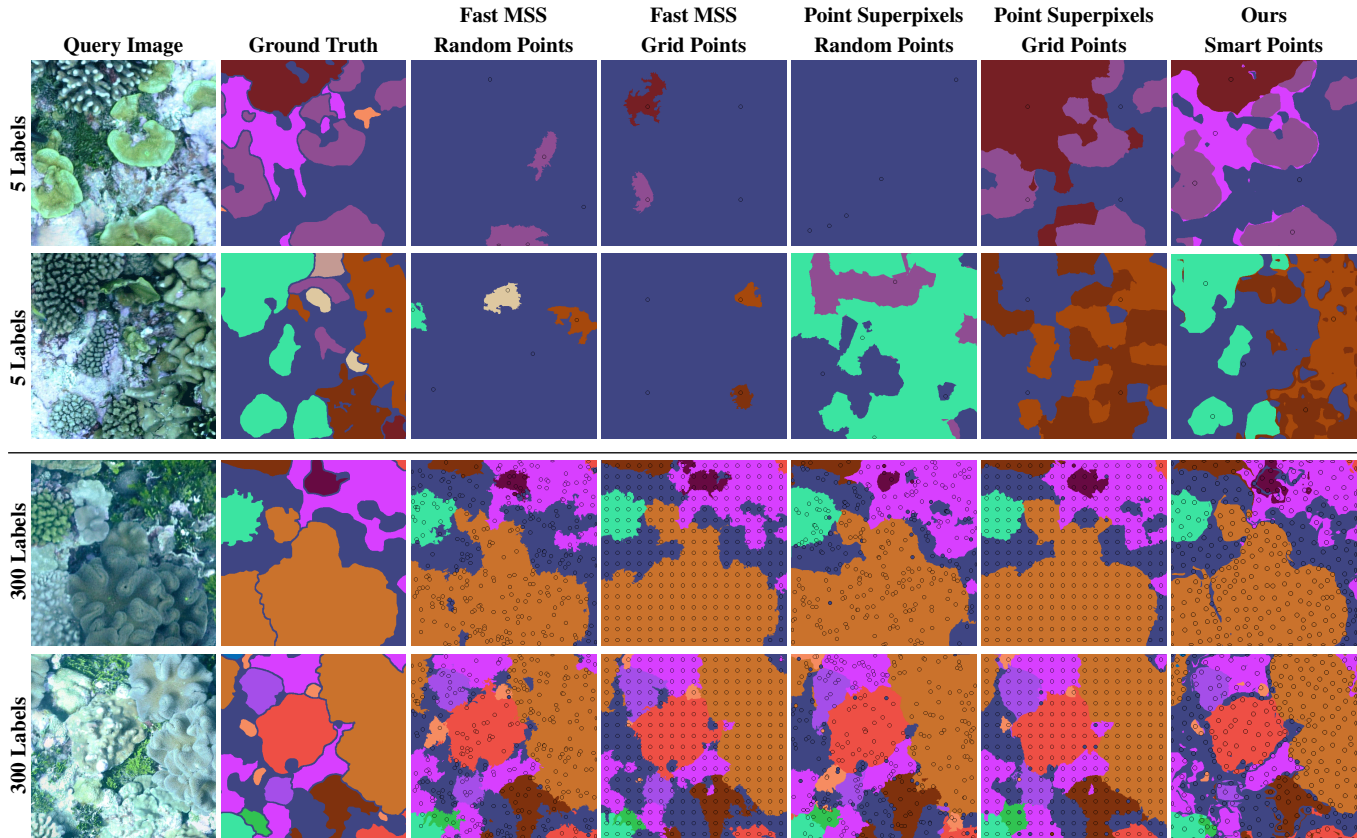 Fast MSS Fast MSS Point Superpixels Point Superpixels Ours
Query Image Ground Truth Random Points Grid Points Random Points Grid Points Smart Points
5 Labels
5 Labels
300 Labels
300 Labels